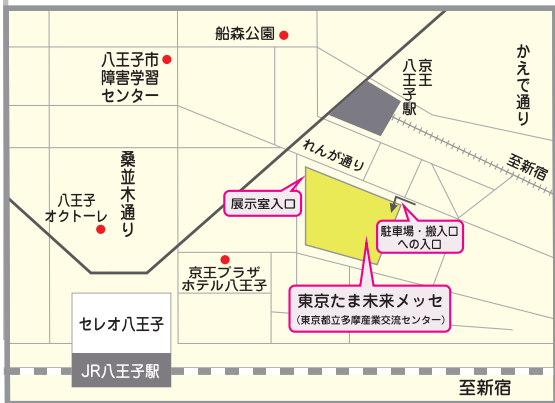 船森公園
八王子市
障害学習
センター
京王
八王子駅
かえで通り
至新宿
れんが通り
桑並木通り
八王子
オクトーレ
展示室入口
駐車場・搬入口
への入口
京王プラザ
ホテル八王子
東京たま未来メッセ
(東京都立多摩産業交流センター)
セレオ八王子
JR八王子駅
至新宿